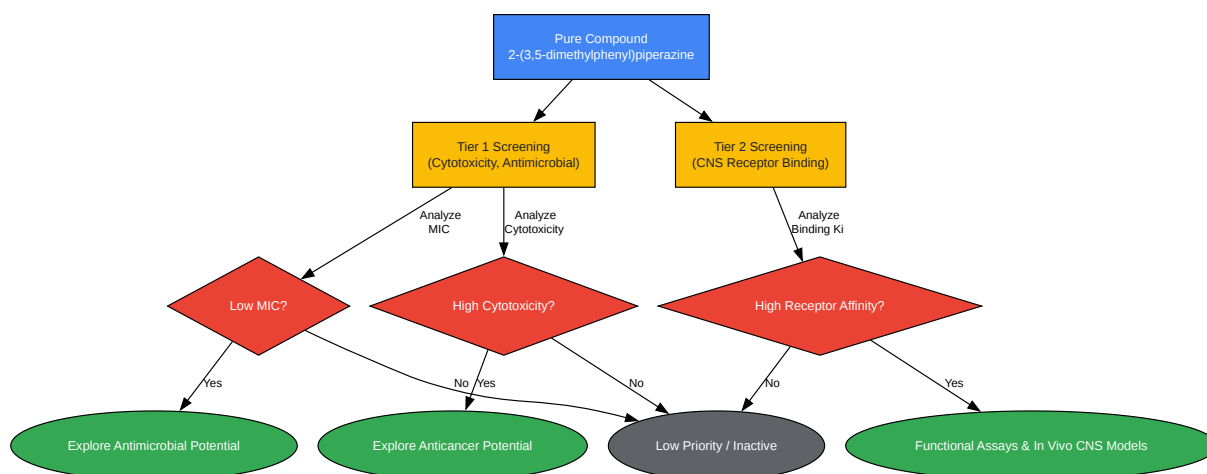 Pure Compound
2-(3,5-dimethylphenyl)piperazine
Tier 1 Screening
(Cytotoxicity, Antimicrobial)
Tier 2 Screening
(CNS Receptor Binding)
Analyze
MIC
Analyze
Cytotoxicity
Analyze
Binding Ki
Low MIC?
High Cytotoxicity?
High Receptor Affinity?
Yes
No
Yes
No
No
Yes
Explore Antimicrobial Potential
Explore Anticancer Potential
Low Priority / Inactive
Functional Assays & In Vivo CNS Models